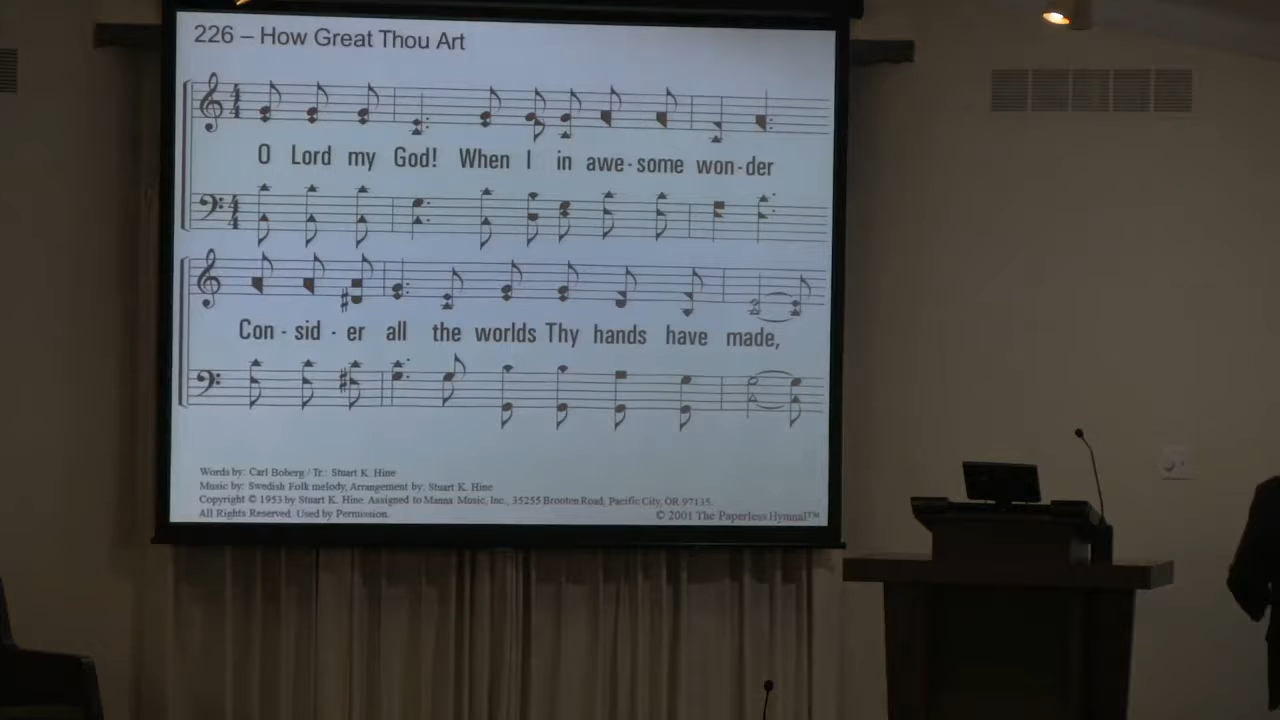 226 – How Great Thou Art
O Lord my God! When I in awe-some won-der
Con-sid-er all the worlds Thy hands have made,
Words by: Carl Boberg / Tr.: Stuart K. Hine
Music by: Swedish Folk melody, Arrangement by: Stuart K. Hine
Copyright © 1953 by Stuart K. Hine. Assigned to Manna Music, Inc., 35255 Brooten Road, Pacific City, OR 97135.
All Rights Reserved. Used by Permission.
© 2001 The Paperless Hymnal™